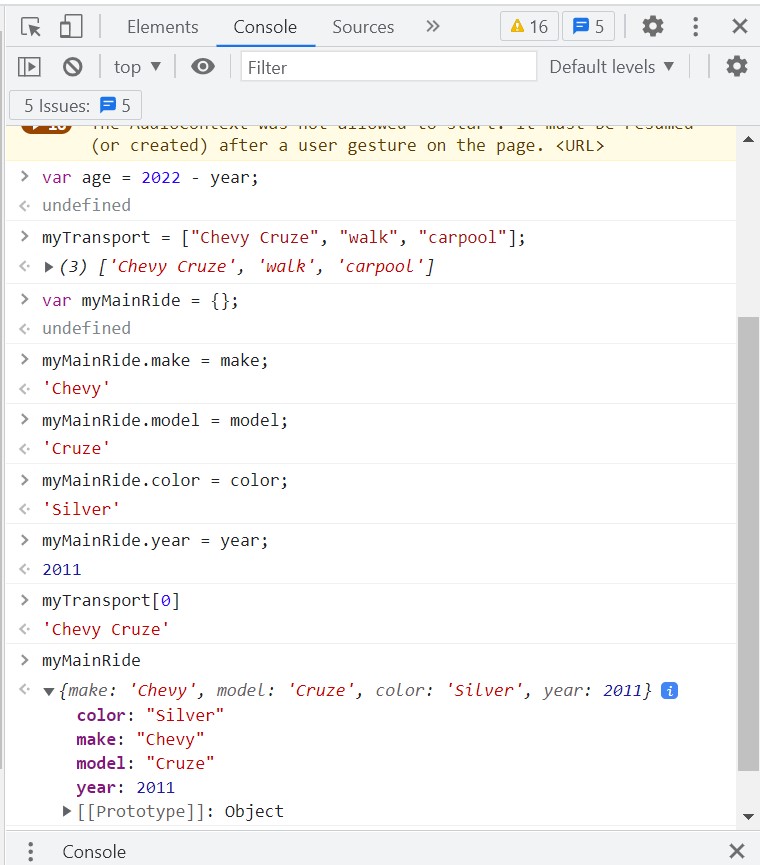 Elements Console Sources 16 5
top Filter Default levels
5 Issues: 5
The AudioContext was not allowed to start. It must be resumed
(or created) after a user gesture on the page. <URL>
> var age = 2022 - year;
undefined
> myTransport = ["Chevy Cruze", "walk", "carpool"];
(3) ['Chevy Cruze', 'walk', 'carpool']
> var myMainRide = {};
undefined
> myMainRide.make = make;
'Chevy'
> myMainRide.model = model;
'Cruze'
> myMainRide.color = color;
'Silver'
> myMainRide.year = year;
2011
> myTransport[0]
'Chevy Cruze'
> myMainRide
{make: 'Chevy', model: 'Cruze', color: 'Silver', year: 2011} i
color: "Silver"
make: "Chevy"
model: "Cruze"
year: 2011
[[Prototype]]: Object
Console